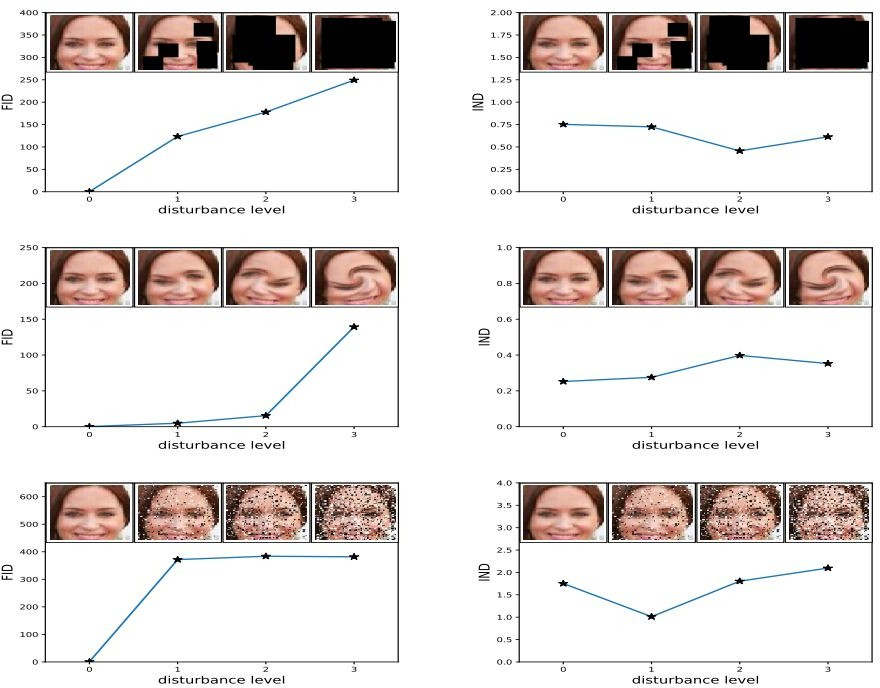 400
350
300
250
200
150
100
50
0
FID
0 1 2 3
disturbance level
2.00
1.75
1.50
1.25
1.00
0.75
0.50
0.25
0.00
IND
0 1 2 3
disturbance level
250
200
150
100
50
0
FID
0 1 2 3
disturbance level
1.0
0.8
0.6
0.4
0.2
0.0
IND
0 1 2 3
disturbance level
600
500
400
300
200
100
0
FID
0 1 2 3
disturbance level
4.0
3.5
3.0
2.5
2.0
1.5
1.0
0.5
0.0
IND
0 1 2 3
disturbance level